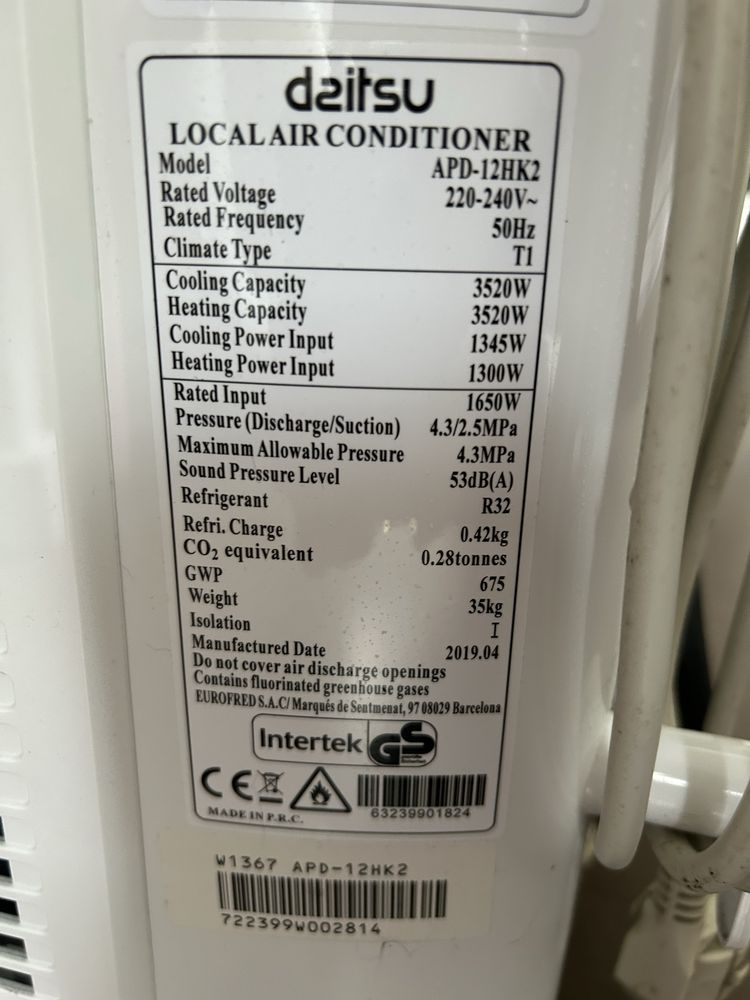 daitsu
LOCAL AIR CONDITIONER
Model APD-12HK2
Rated Voltage 220-240V~
Rated Frequency 50Hz
Climate Type T1
Cooling Capacity 3520W
Heating Capacity 3520W
Cooling Power Input 1345W
Heating Power Input 1300W
Rated Input 1650W
Pressure (Discharge/Suction) 4.3/2.5MPa
Maximum Allowable Pressure 4.3MPa
Sound Pressure Level 53dB(A)
Refrigerant R32
Refri. Charge 0.42kg
CO₂ equivalent 0.28tonnes
GWP 675
Weight 35kg
Isolation I
Manufactured Date 2019.04
Do not cover air discharge openings
Contains fluorinated greenhouse gases
EUROFRED S.A.C/ Marqués de Sentmenat, 97 08029 Barcelona
Intertek GS
CE
63239901824
MADE IN P.R.C.
W1367 APD-12HK2
722399W002814